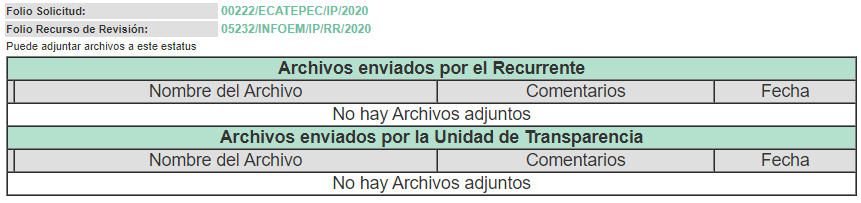 Folio Solicitud: 00222/ECATEPEC/IP/2020
Folio Recurso de Revisión: 05232/INFOEM/IP/RR/2020
Puede adjuntar archivos a este estatus
Archivos enviados por el Recurrente
Nombre del Archivo Comentarios Fecha
No hay Archivos adjuntos
Archivos enviados por la Unidad de Transparencia
Nombre del Archivo Comentarios Fecha
No hay Archivos adjuntos